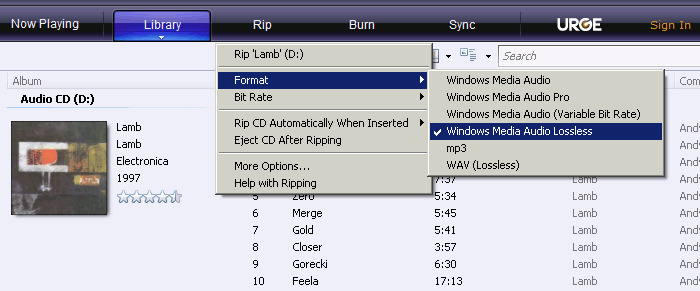 Now Playing Library Rip Burn Sync URGE Sign In
Rip 'Lamb' (D:)
Search
Album
Format
Windows Media Audio
Com
Audio CD (D:)
Bit Rate
Windows Media Audio Pro
Windows Media Audio (Variable Bit Rate)
Lamb
Rip CD Automatically When Inserted
Windows Media Audio Lossless
Lamb
Eject CD After Ripping
mp3
Electronica
More Options...
WAV (Lossless)
1997
Help with Ripping
7:37 Lamb Andy
5 Zero 5:34 Lamb Andy
6 Merge 5:45 Lamb Andy
7 Gold 5:41 Lamb Andy
8 Closer 3:57 Lamb Andy
9 Gorecki 6:30 Lamb Andy
10 Feela 17:13 Lamb Andy